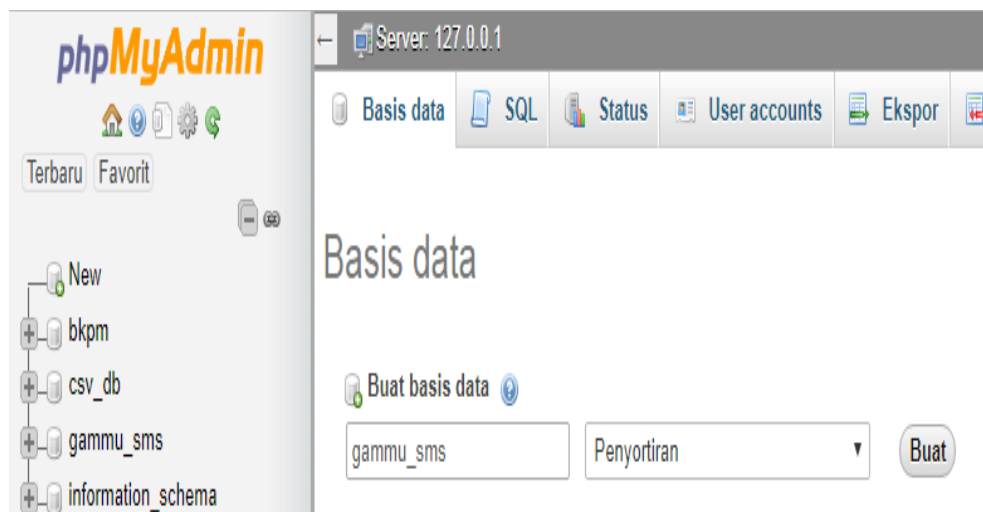 phpMyAdmin
Terbaru Favorit
New
bkpm
csv_db
gammu_sms
information_schema
Server: 127.0.0.1
Basis data SQL Status User accounts Ekspor
Basis data
Buat basis data
gammu_sms Penyortiran Buat